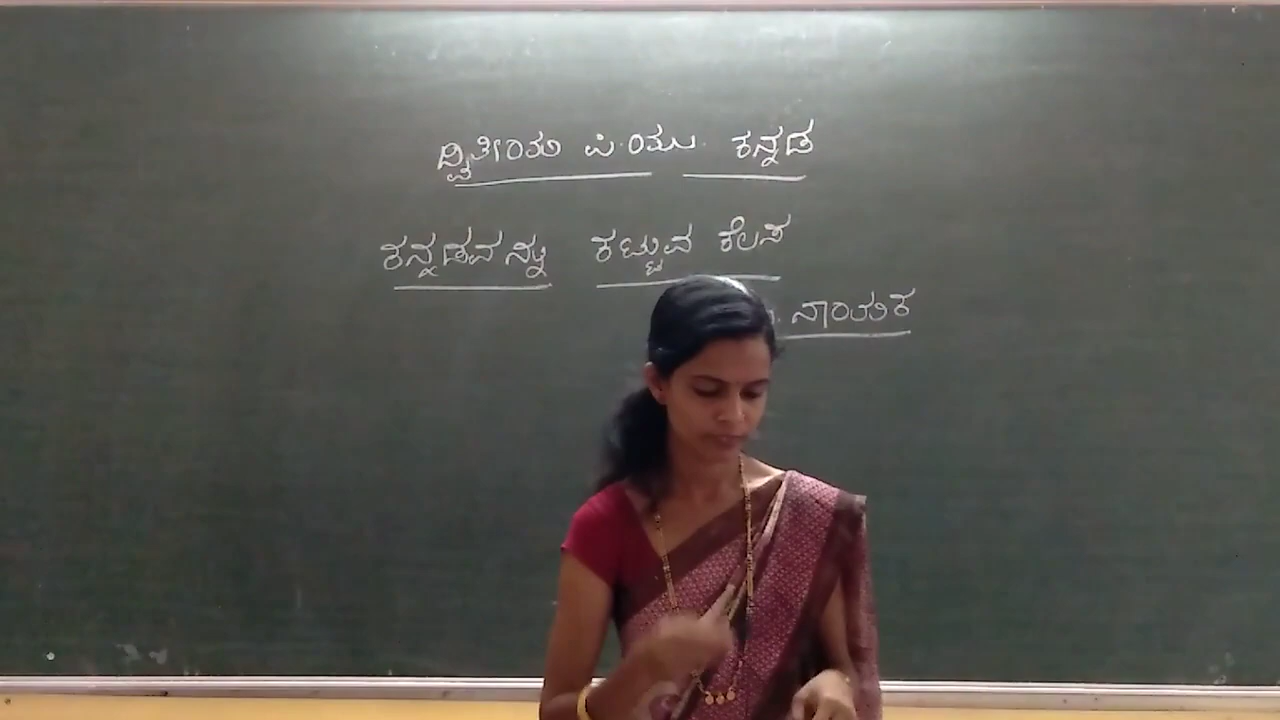 ದ್ವಿತೀಯ ಪಿ.ಯು. ಕನ್ನಡ
ಕನ್ನಡವನ್ನು ಕಟ್ಟುವ ಕೆಲಸ
ನಾಯಕ